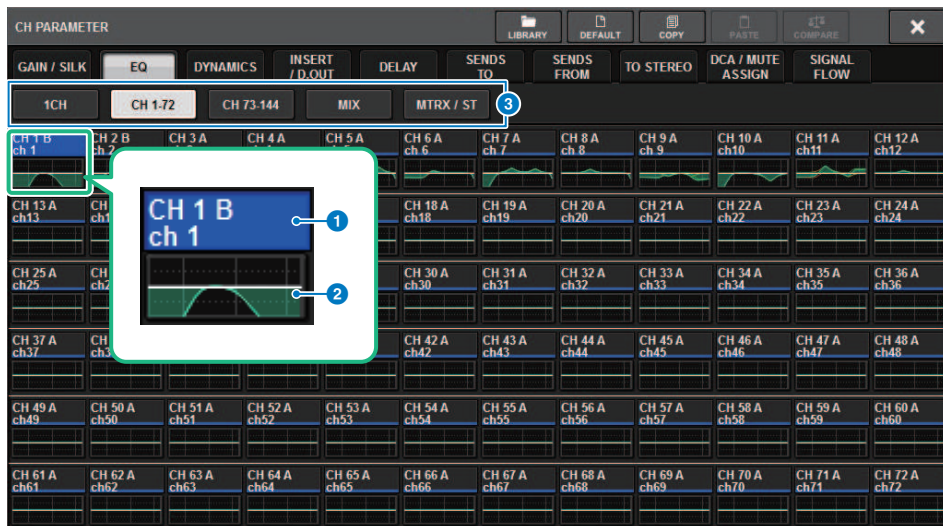 CH PARAMETER
LIBRARY DEFAULT COPY PASTE COMPARE
GAIN / SILK EQ DYNAMICS INSERT / D.OUT DELAY SENDS TO SENDS FROM TO STEREO DCA / MUTE ASSIGN SIGNAL FLOW
1CH CH 1-72 CH 73-144 MIX MTRX / ST 3
CH 1 B CH 2 B CH 3 A CH 4 A CH 5 A CH 6 A CH 7 A CH 8 A CH 9 A CH 10 A CH 11 A CH 12 A
ch 1 ch 6 ch 7 ch 8 ch 9 ch10 ch11 ch12
CH 1 B 1
ch 1
2
CH 13 A CH CH 18 A CH 19 A CH 20 A CH 21 A CH 22 A CH 23 A CH 24 A
ch13 ch1 ch18 ch19 ch20 ch21 ch22 ch23 ch24
CH 25 A CH CH 30 A CH 31 A CH 32 A CH 33 A CH 34 A CH 35 A CH 36 A
ch25 ch2 ch30 ch31 ch32 ch33 ch34 ch35 ch36
CH 37 A CH CH 42 A CH 43 A CH 44 A CH 45 A CH 46 A CH 47 A CH 48 A
ch37 ch3 ch42 ch43 ch44 ch45 ch46 ch47 ch48
CH 49 A CH 50 A CH 51 A CH 52 A CH 53 A CH 54 A CH 55 A CH 56 A CH 57 A CH 58 A CH 59 A CH 60 A
ch49 ch50 ch51 ch52 ch53 ch54 ch55 ch56 ch57 ch58 ch59 ch60
CH 61 A CH 62 A CH 63 A CH 64 A CH 65 A CH 66 A CH 67 A CH 68 A CH 69 A CH 70 A CH 71 A CH 72 A
ch61 ch62 ch63 ch64 ch65 ch66 ch67 ch68 ch69 ch70 ch71 ch72